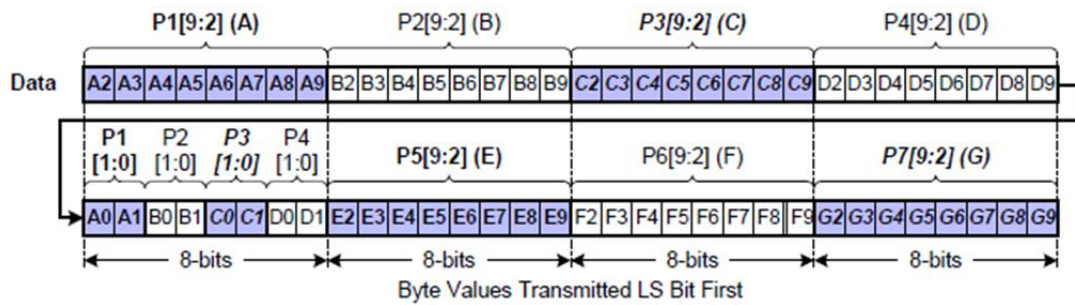 P1[9:2] (A) P2[9:2] (B) P3[9:2] (C) P4[9:2] (D)
Data A2 A3 A4 A5 A6 A7 A8 A9 B2 B3 B4 B5 B6 B7 B8 B9 C2 C3 C4 C5 C6 C7 C8 C9 D2 D3 D4 D5 D6 D7 D8 D9
P1 P2 P3 P4
[1:0] [1:0] [1:0] [1:0] P5[9:2] (E) P6[9:2] (F) P7[9:2] (G)
A0 A1 B0 B1 C0 C1 D0 D1 E2 E3 E4 E5 E6 E7 E8 E9 F2 F3 F4 F5 F6 F7 F8 F9 G2 G3 G4 G5 G6 G7 G8 G9
8-bits 8-bits 8-bits 8-bits
Byte Values Transmitted LS Bit First